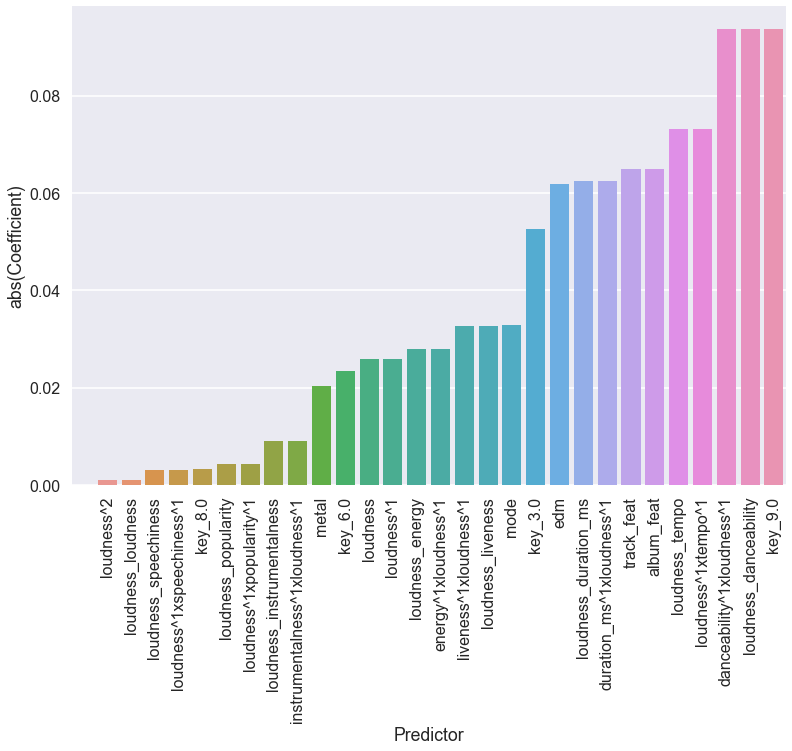 abs(Coefficient)
0.08
0.06
0.04
0.02
0.00
loudness^2
loudness_loudness
loudness_speechiness
loudness^1xspeechiness^1
key_8.0
loudness_popularity
loudness^1xpopularity^1
loudness_instrumentalness
instrumentalness^1xloudness^1
metal
key_6.0
loudness
loudness^1
loudness_energy
energy^1xloudness^1
liveness^1xloudness^1
loudness_liveness
mode
key_3.0
edm
loudness_duration_ms
duration_ms^1xloudness^1
track_feat
album_feat
loudness_tempo
loudness^1xtempo^1
danceability^1xloudness^1
loudness_danceability
key_9.0
Predictor